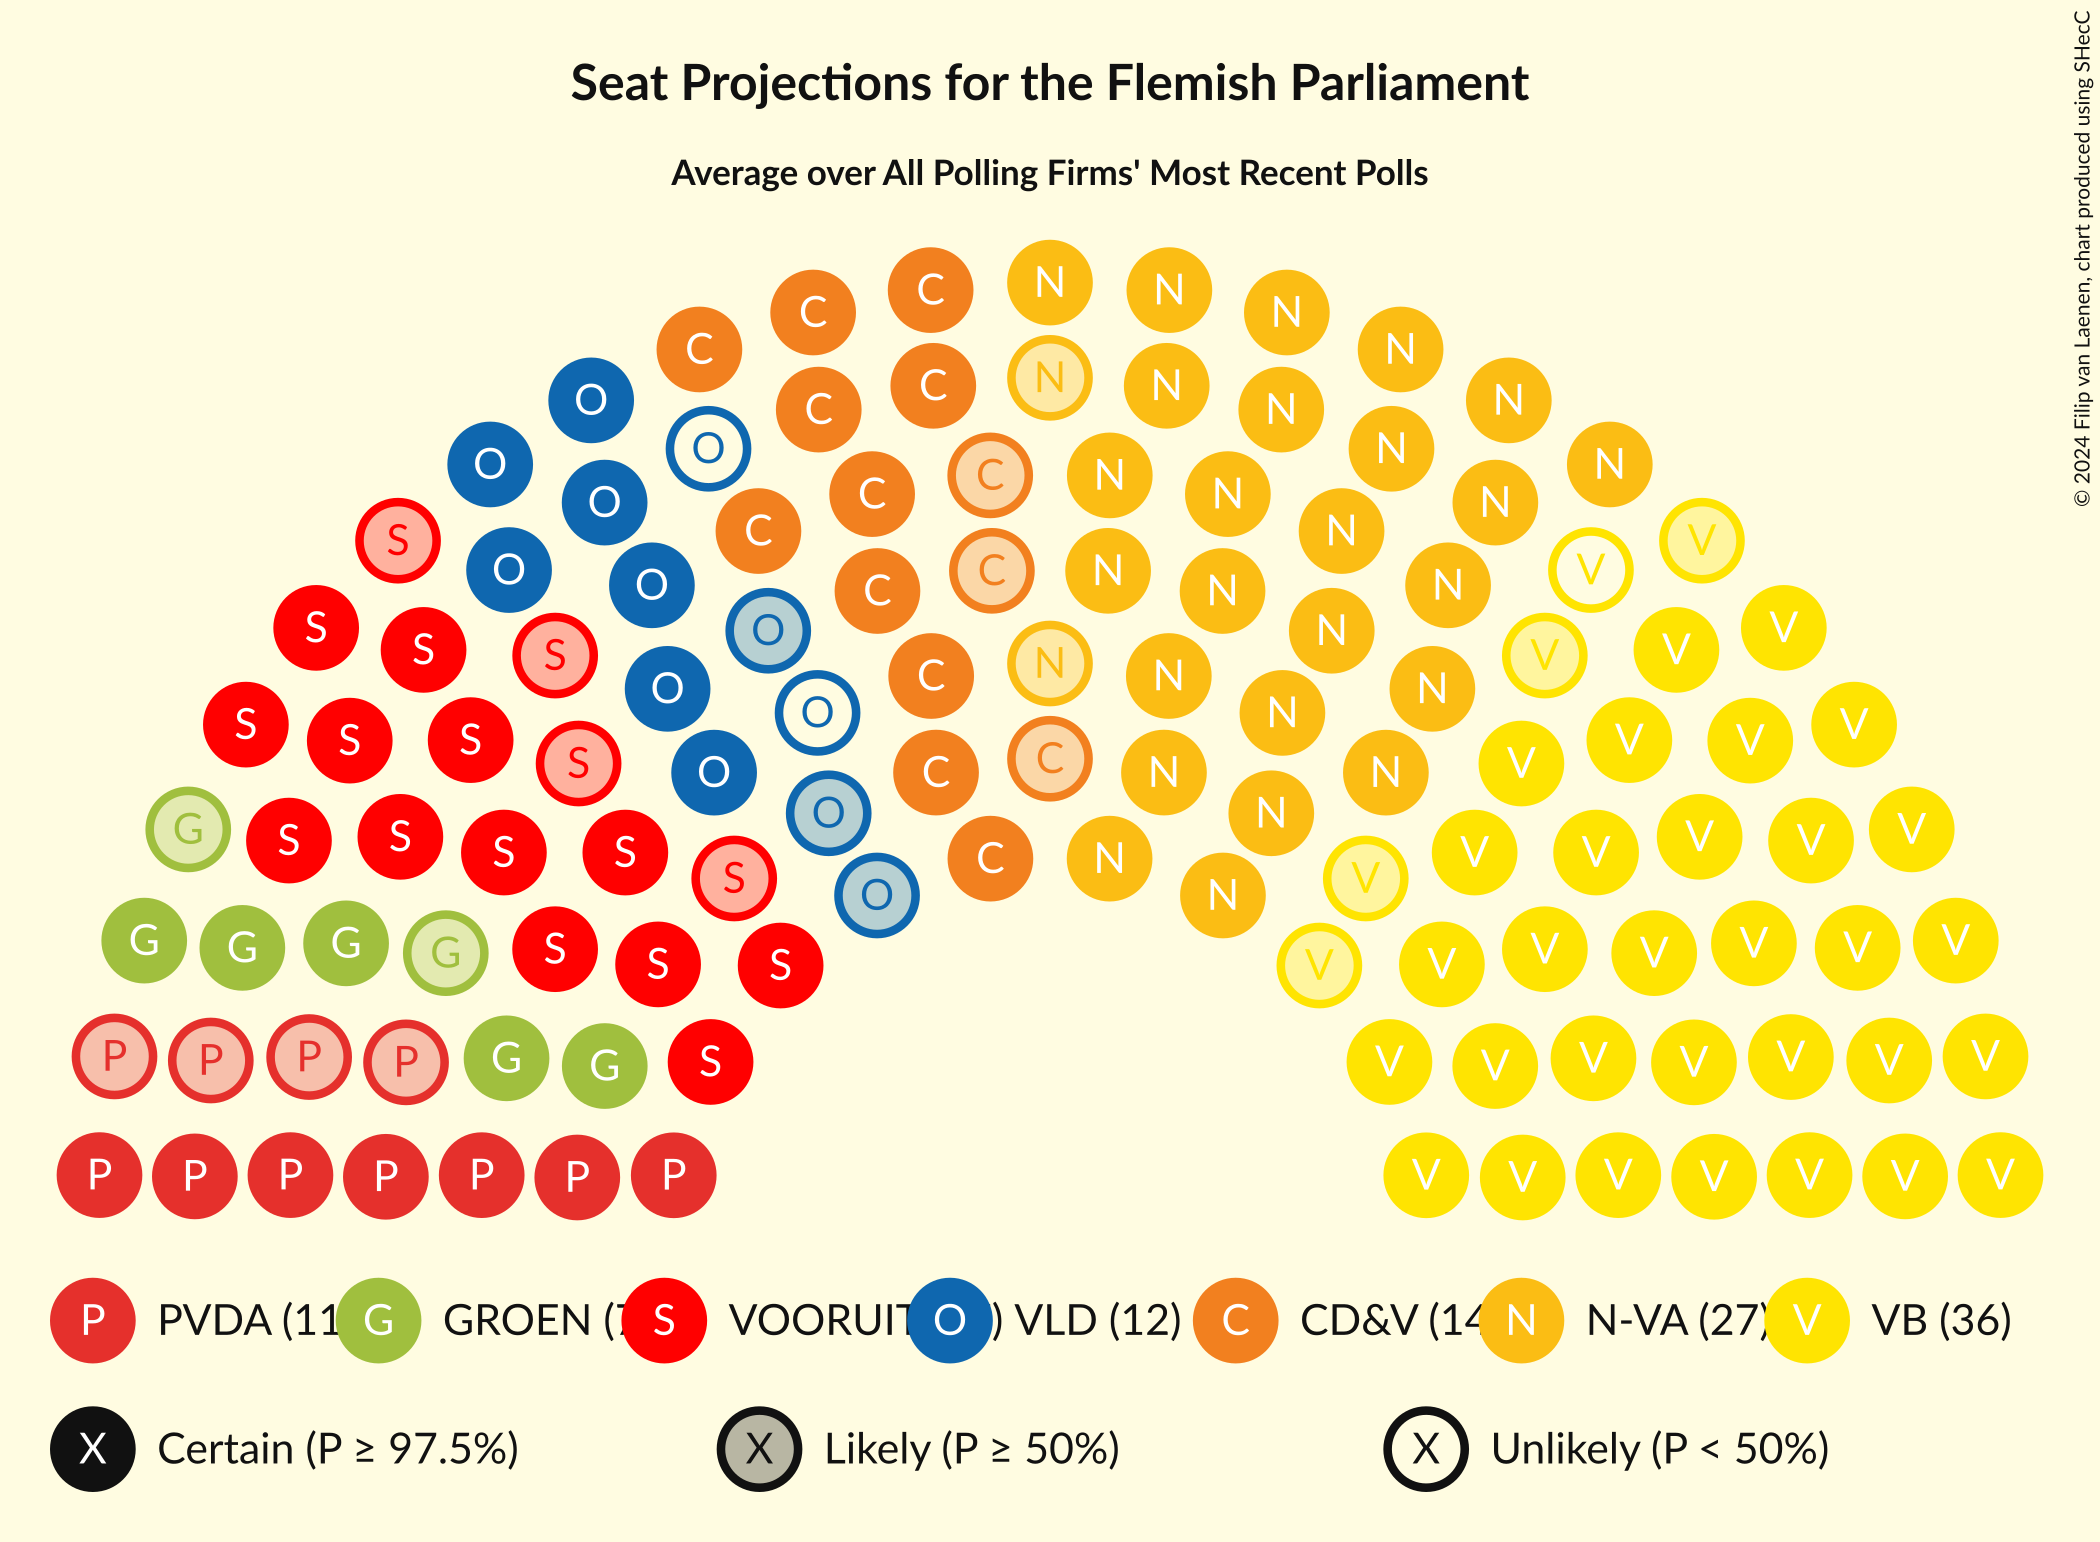 Seat Projections for the Flemish Parliament
Average over All Polling Firms' Most Recent Polls
© 2024 Filip van Laenen, chart produced using SHecC
C N N
C N
C N
C N N
O N
C N
O N
O N
C N
C N
O N
C N
S V
O C N V
O N
C N
S V
O N
S V
S V
N
C N
O N
O N
S V
S S V V
C
S V
O C N N
O N
G V
S S V V
S S V V
C N
S V
O N
G G G V V V
G S V V
S S V V
P P P P G G S V V V V V V V
P P P P P P P V V V V V V V
P PVDA (11 G GROEN (7 S VOORUIT O ) VLD (12) C CD&V (14 N N-VA (27) V VB (36)
X Certain (P ≥ 97.5%) X Likely (P ≥ 50%) X Unlikely (P < 50%)